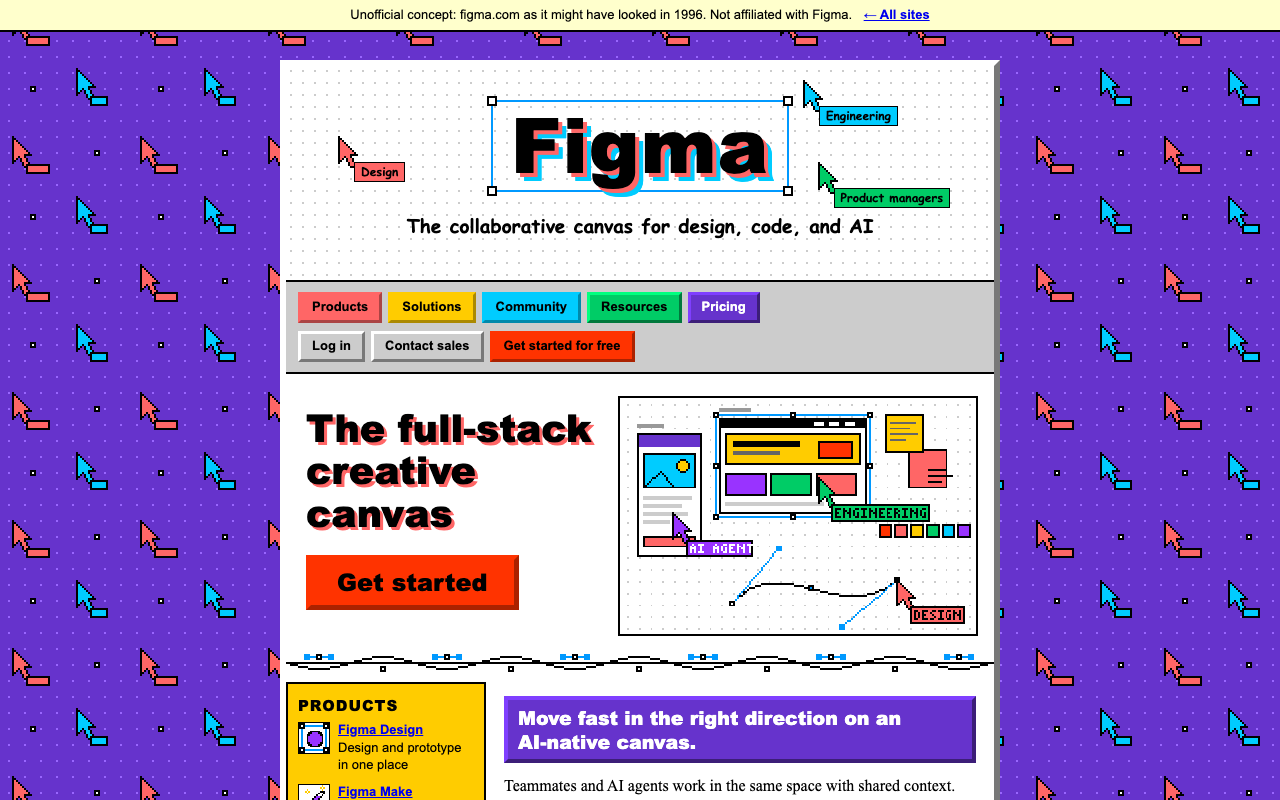 Unofficial concept: figma.com as it might have looked in 1996. Not affiliated with Figma. ← All sites
Engineering
Figma
Design
Product managers
The collaborative canvas for design, code, and AI
Products Solutions Community Resources Pricing
Log in Contact sales Get started for free
The full-stack
creative
canvas
Get started
ENGINEERING
AI AGENT
DESIGN
PRODUCTS
Figma Design
Design and prototype
in one place
Figma Make
Move fast in the right direction on an
AI-native canvas.
Teammates and AI agents work in the same space with shared context.